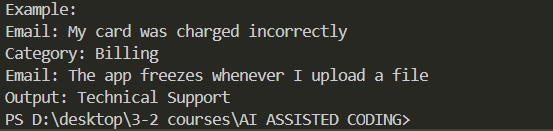 Example:
Email: My card was charged incorrectly
Category: Billing
Email: The app freezes whenever I upload a file
Output: Technical Support
PS D:\desktop\3-2 courses\AI ASSISTED CODING>